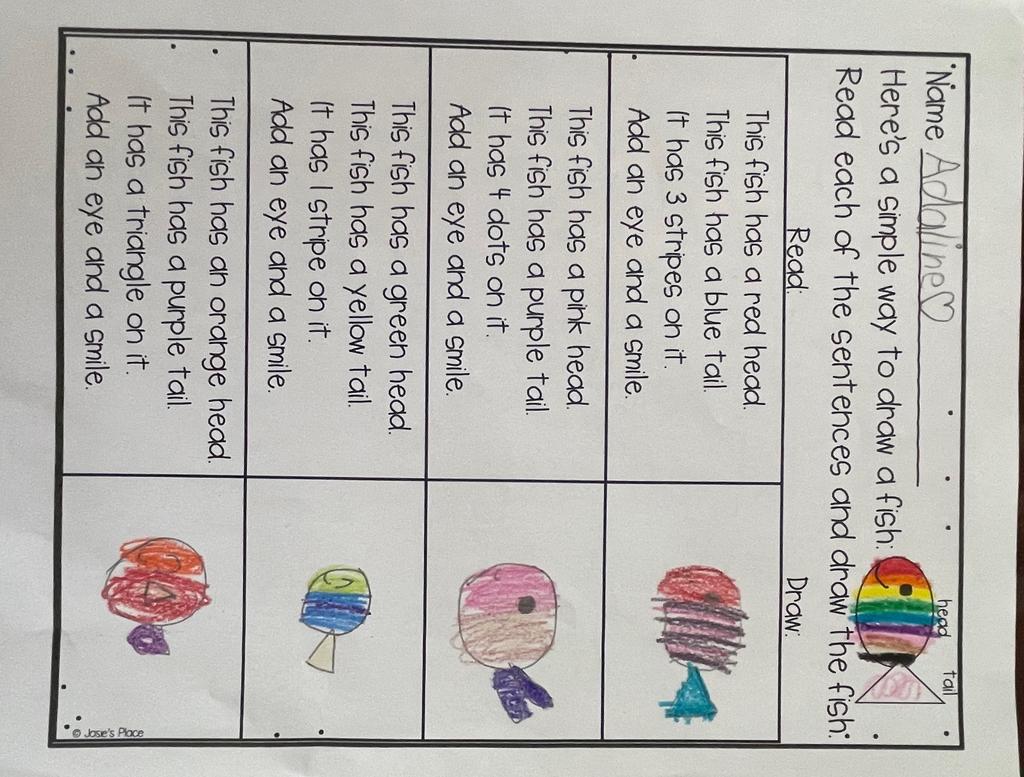 Name Adaline♡
head tail
Here's a simple way to draw a fish:
Read each of the sentences and draw the fish:
Read: Draw:
This fish has a red head.
This fish has a blue tail.
It has 3 stripes on it.
Add an eye and a smile.
This fish has a pink head.
This fish has a purple tail.
It has 4 dots on it.
Add an eye and a smile.
This fish has a green head.
This fish has a yellow tail.
It has 1 stripe on it.
Add an eye and a smile.
This fish has an orange head.
This fish has a purple tail.
It has a triangle on it.
Add an eye and a smile.
© Josie's Place